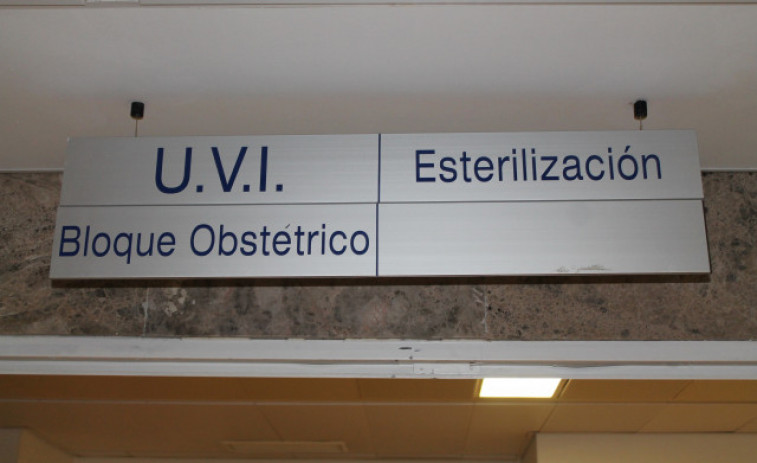 U.V.I.
Esterilización
Bloque Obstétrico